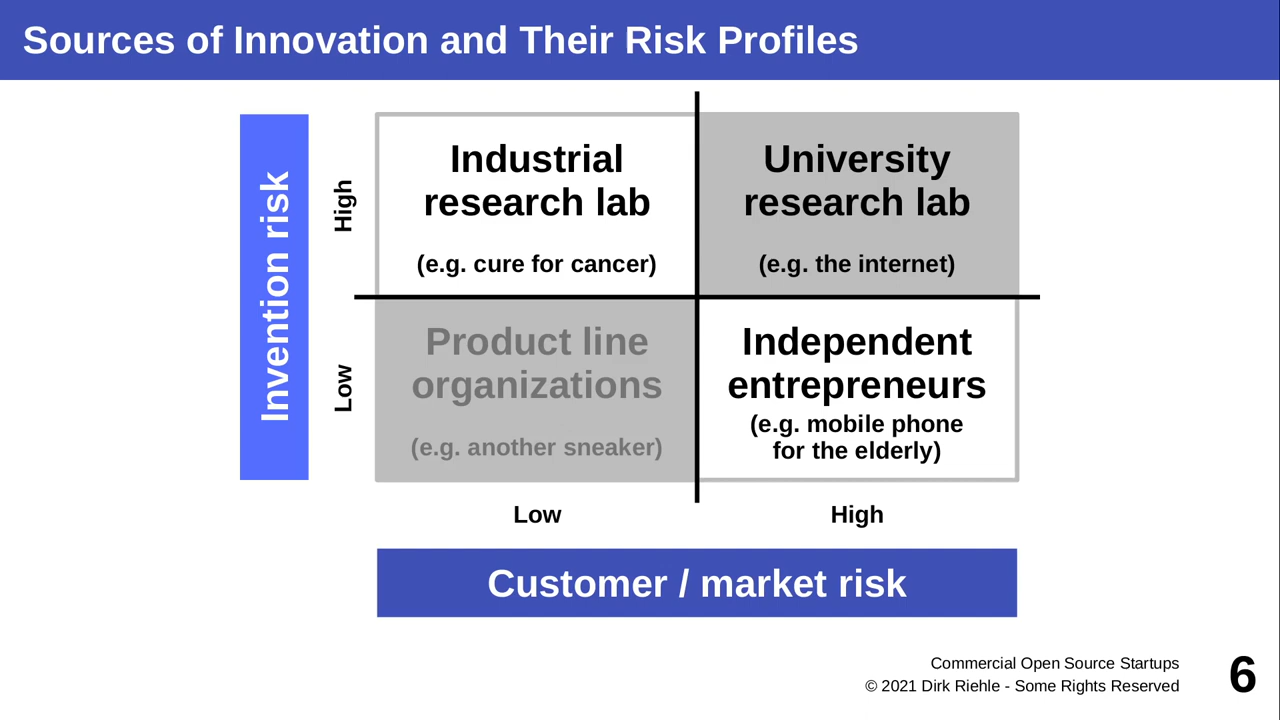 Sources of Innovation and Their Risk Profiles
Invention risk
High
Low
Industrial
research lab
(e.g. cure for cancer)
University
research lab
(e.g. the internet)
Product line
organizations
(e.g. another sneaker)
Independent
entrepreneurs
(e.g. mobile phone
for the elderly)
Low
High
Customer / market risk
Commercial Open Source Startups
© 2021 Dirk Riehle - Some Rights Reserved
6